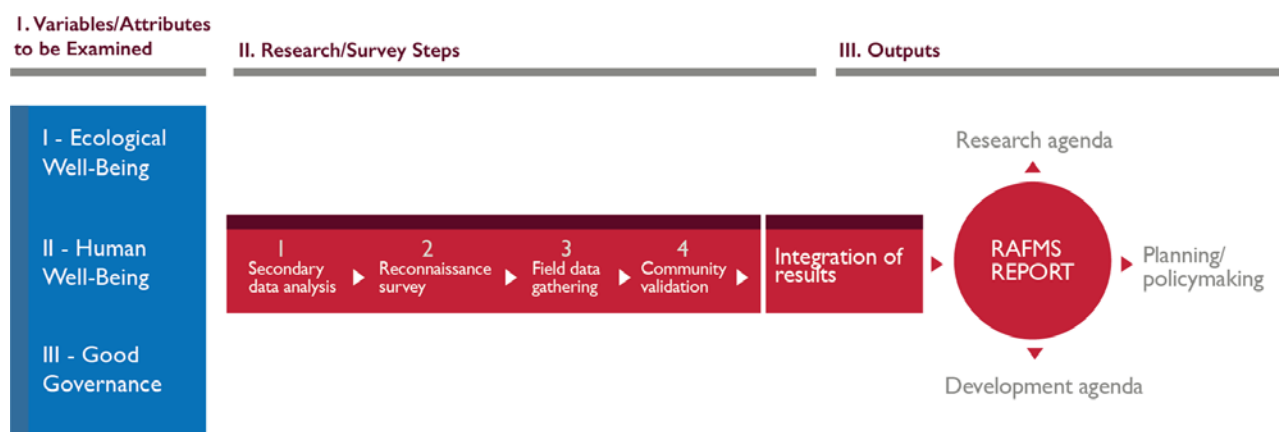 I. Variables/Attributes
to be Examined
II. Research/Survey Steps
III. Outputs
I - Ecological
Well-Being
II - Human
Well-Being
III - Good
Governance
1
Secondary
data analysis
2
Reconnaissance
survey
3
Field data
gathering
4
Community
validation
Integration of
results
Research agenda
RAFMS
REPORT
Planning/
policymaking
Development agenda